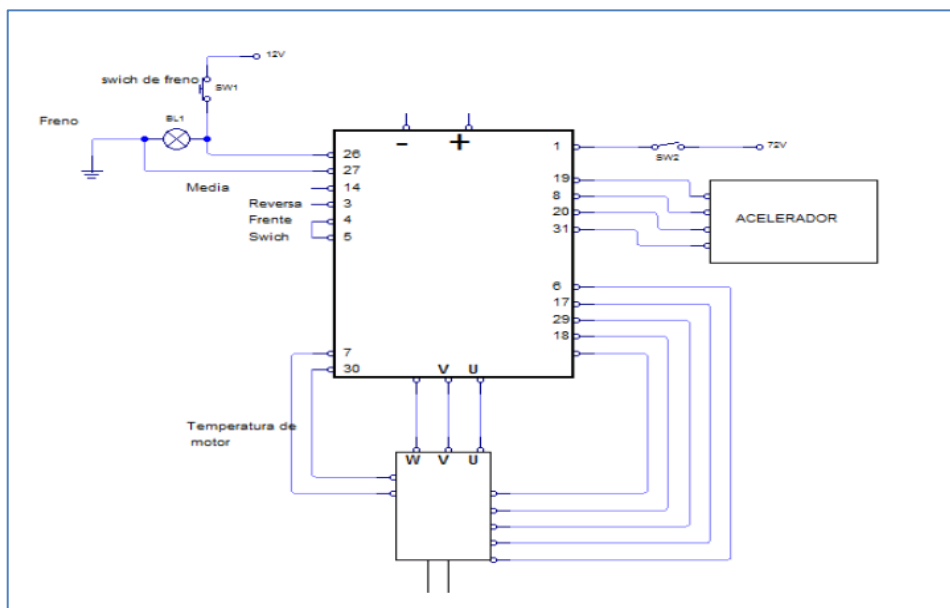 12V
swich de freno
SW1
Freno
BL1
- +
26
27
14
3
4
5
Media
Reversa
Frente
Swich
1
SW2
72V
19
8
20
31
ACELERADOR
6
17
29
18
7
30
V U
Temperatura de
motor
W V U